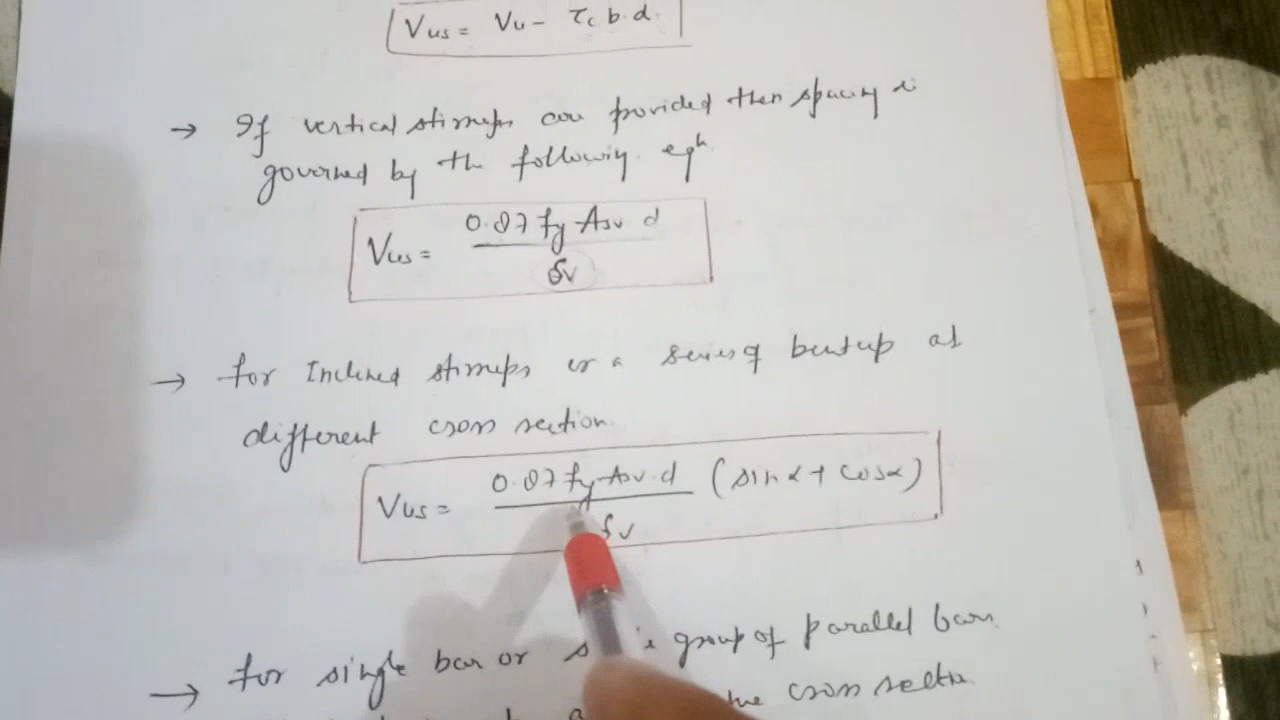 Vus = Vu - τc b.d
→ If vertical stirrups are provided then spacing is
governed by the following eqn.
Vus = 0.87 fy Asv d / Sv
→ for Inclined stirrups or a series of bentup at
different cross section.
Vus = 0.87 fy Asv.d / Sv (sinα + cosα)
→ for single bar or group of parallel bars
cross section